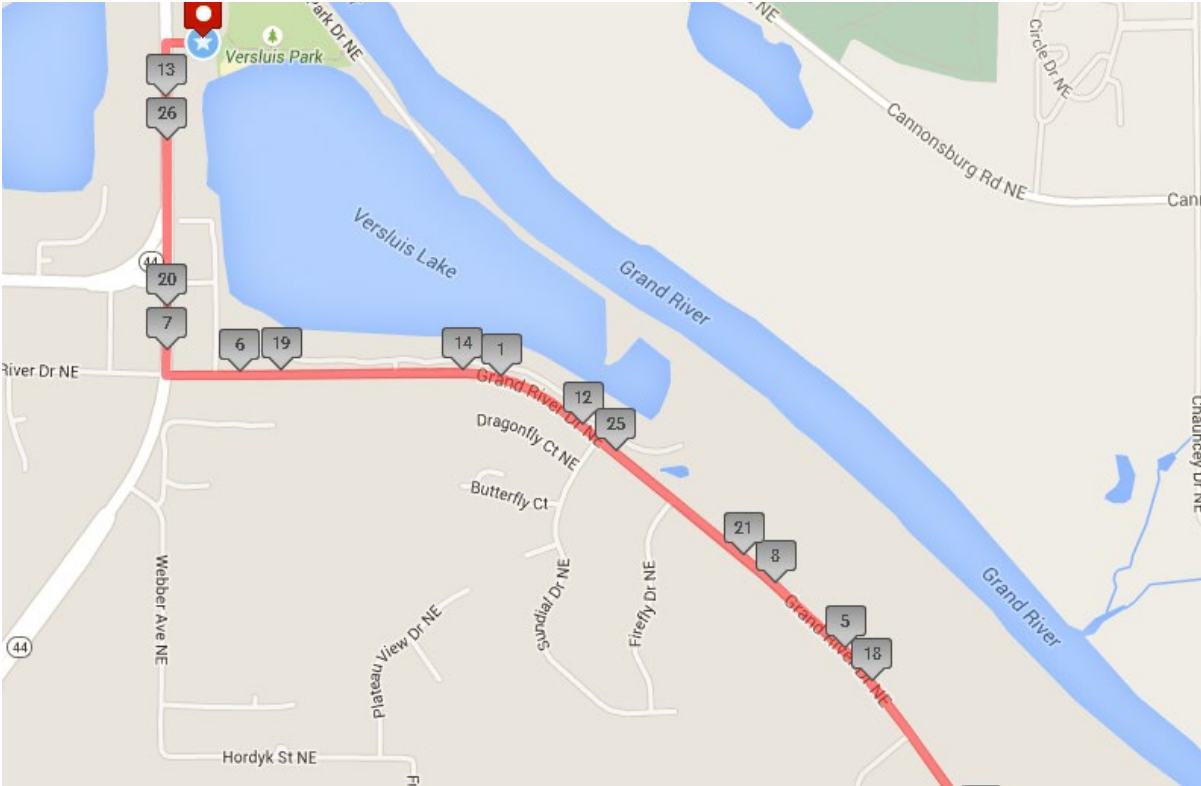 Park Dr NE
NE
Versluis Park
13
26
Circle Dr NE
Cannonsburg Rd NE
Versluis Lake
Grand River
44
20
7
6
19
14
1
River Dr NE
Grand River Dr NE
12
25
Dragonfly Ct NE
Butterfly Ct
Chauncey Dr NE
21
8
Webber Ave NE
Sundial Dr NE
Firefly Dr NE
Grand River
Plateau View Dr NE
Grand River Dr NE
5
18
44
Hordyk St NE